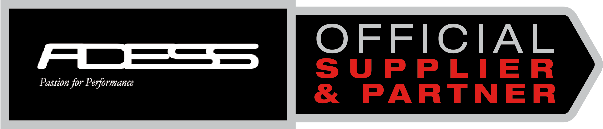 ADESS
Passion for Performance
OFFICIAL
SUPPLIER
& PARTNER